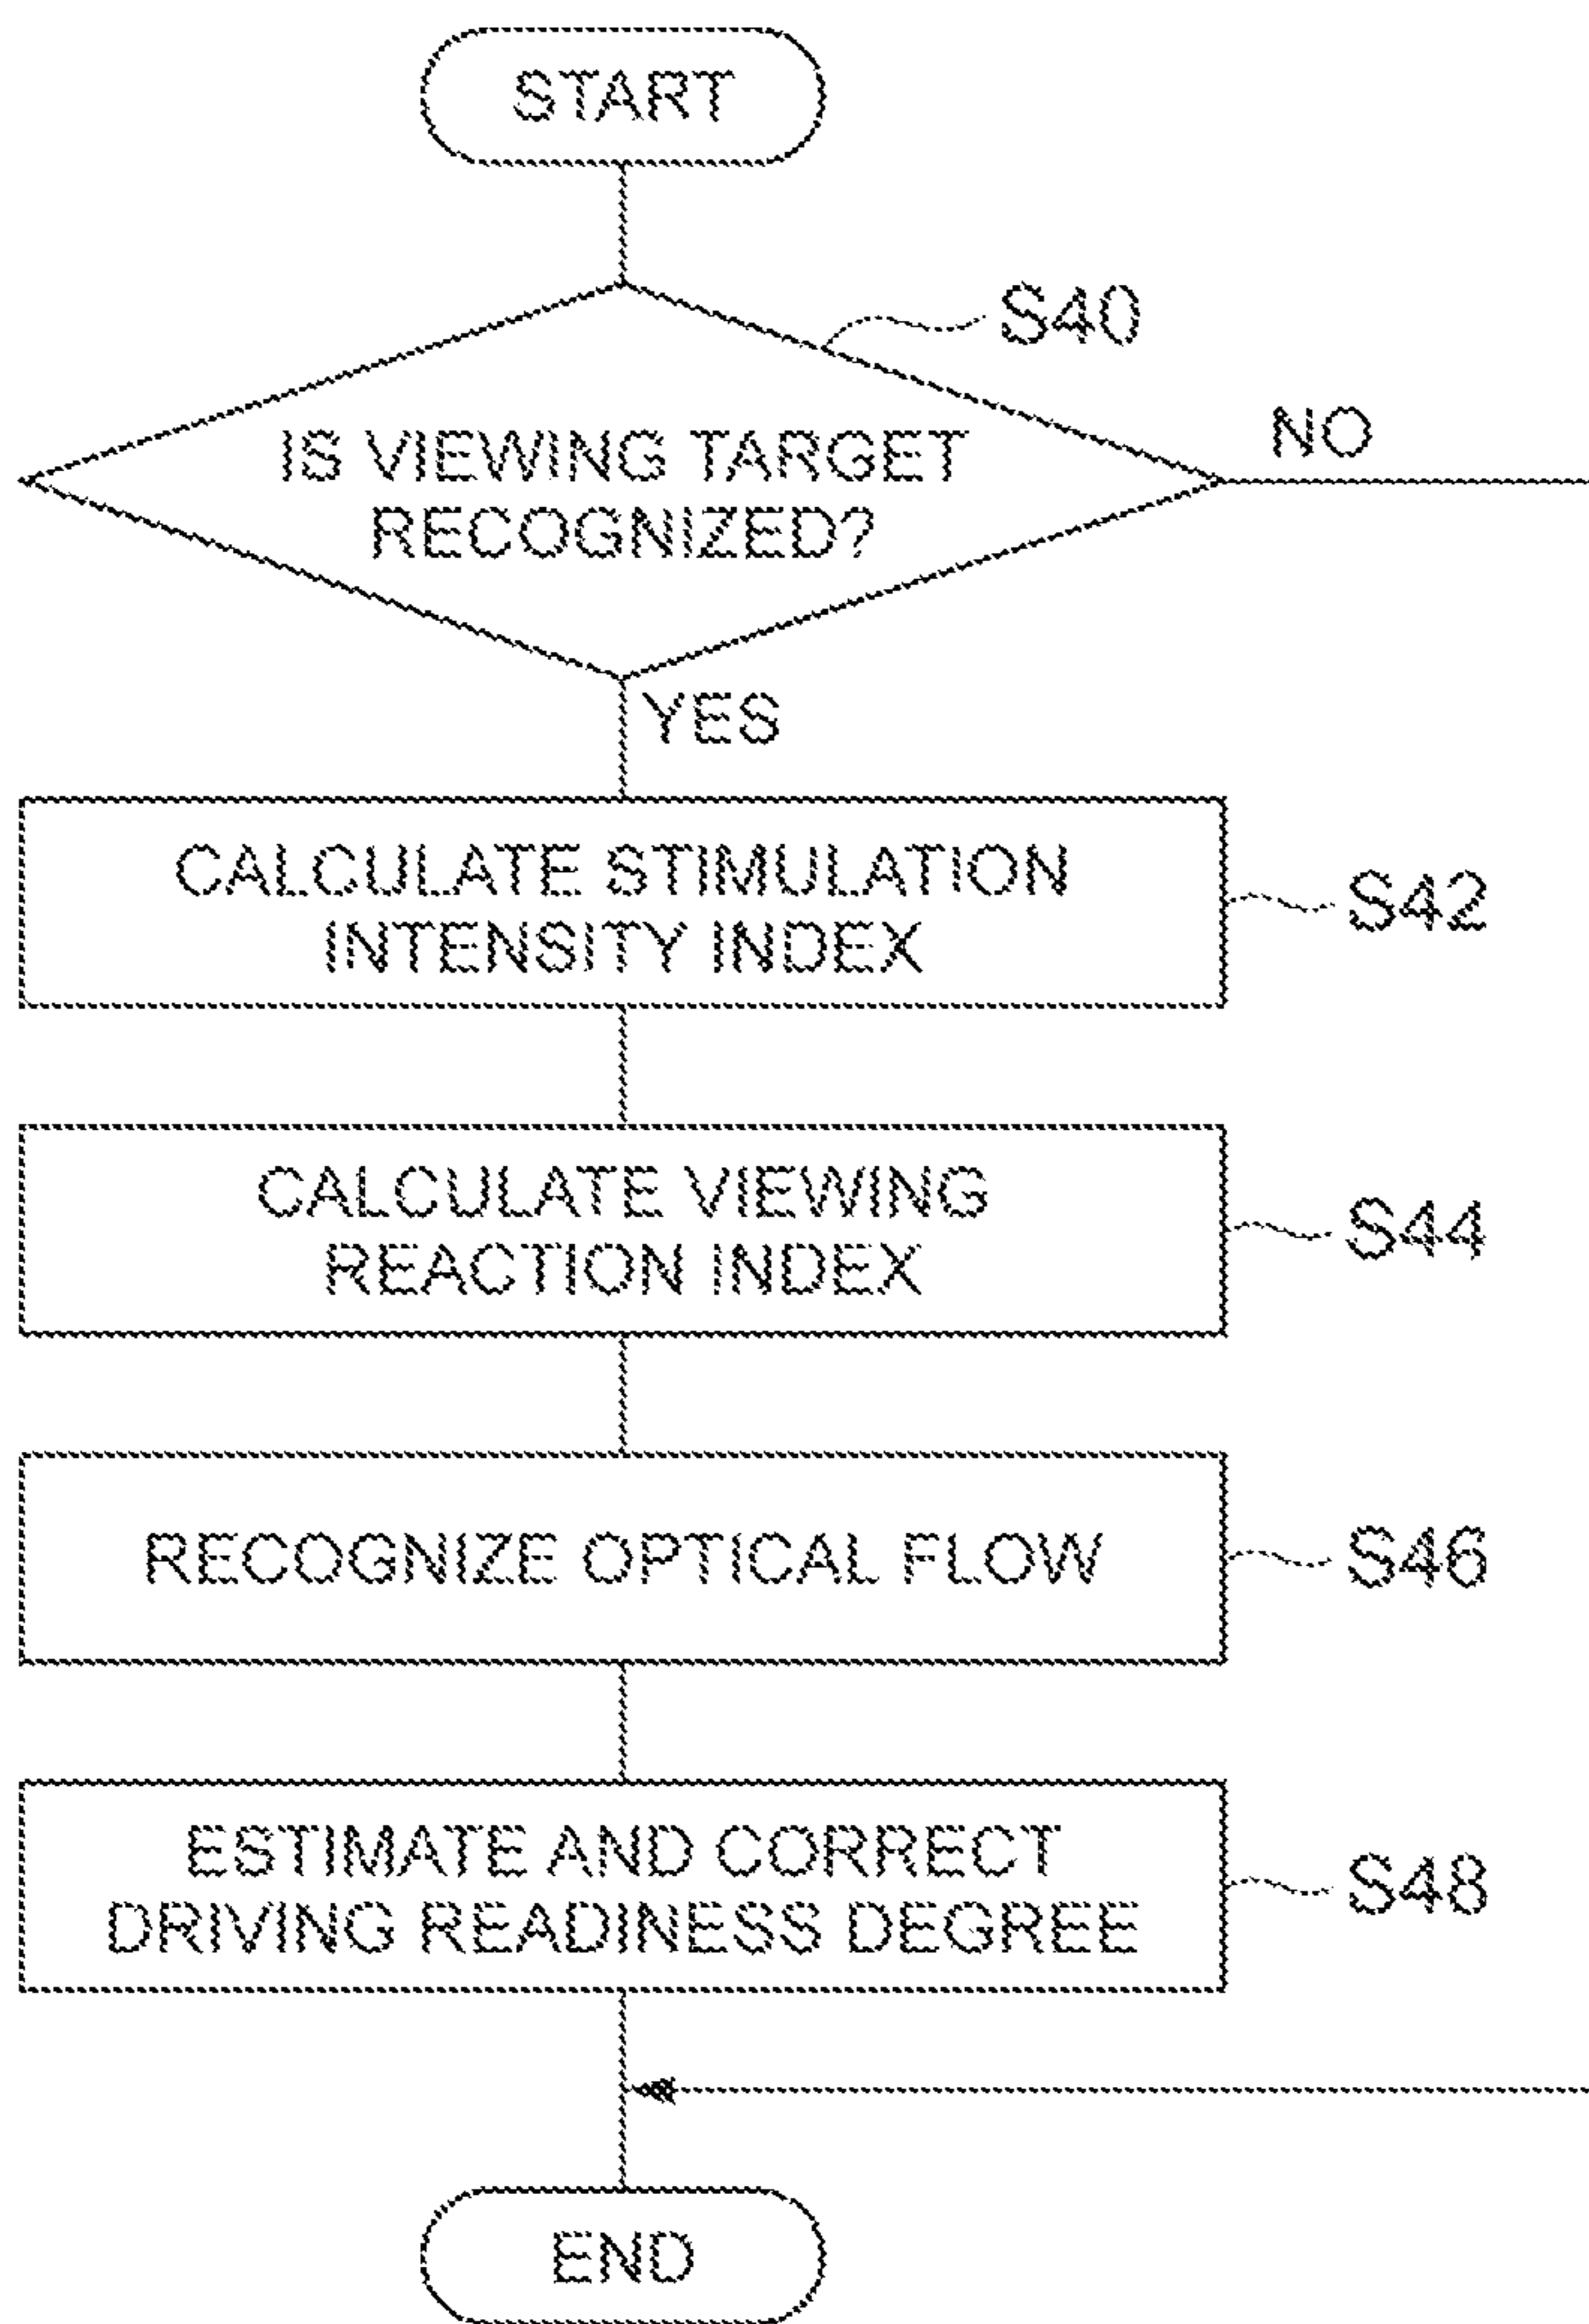 START
S40
NO
IS VIEWING TARGET
RECOGNIZED?
YES
CALCULATE STIMULATION
INTENSITY INDEX
S42
CALCULATE VIEWING
REACTION INDEX
S44
RECOGNIZE OPTICAL FLOW
S46
ESTIMATE AND CORRECT
DRIVING READINESS DEGREE
S48
END